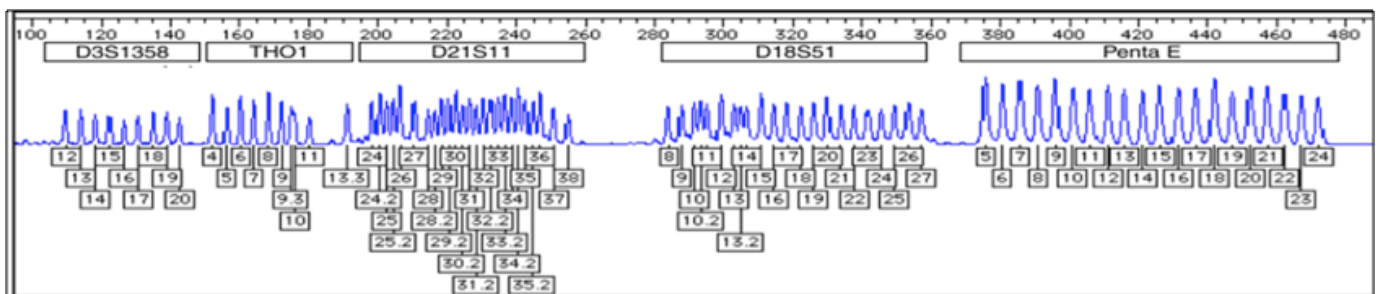 100 120 140 160 180 200 220 240 260 280 300 320 340 360 380 400 420 440 460 480
D3S1358 THO1 D21S11 D18S51 Penta E
12 15 18 4 6 8 11 24 27 30 33 36 8 11 14 17 20 23 26 5 7 9 11 13 15 17 19 21 24
13 16 19 5 7 9 13.3 24.2 26 29 32 35 38 9 12 15 18 21 24 27 6 8 10 12 14 16 18 20 22
14 17 20 9.3 25 28 31 34 37 10 13 16 19 22 25 23
10 25.2 28.2 32.2 10.2 13.2
29.2 33.2
30.2 34.2
31.2 35.2